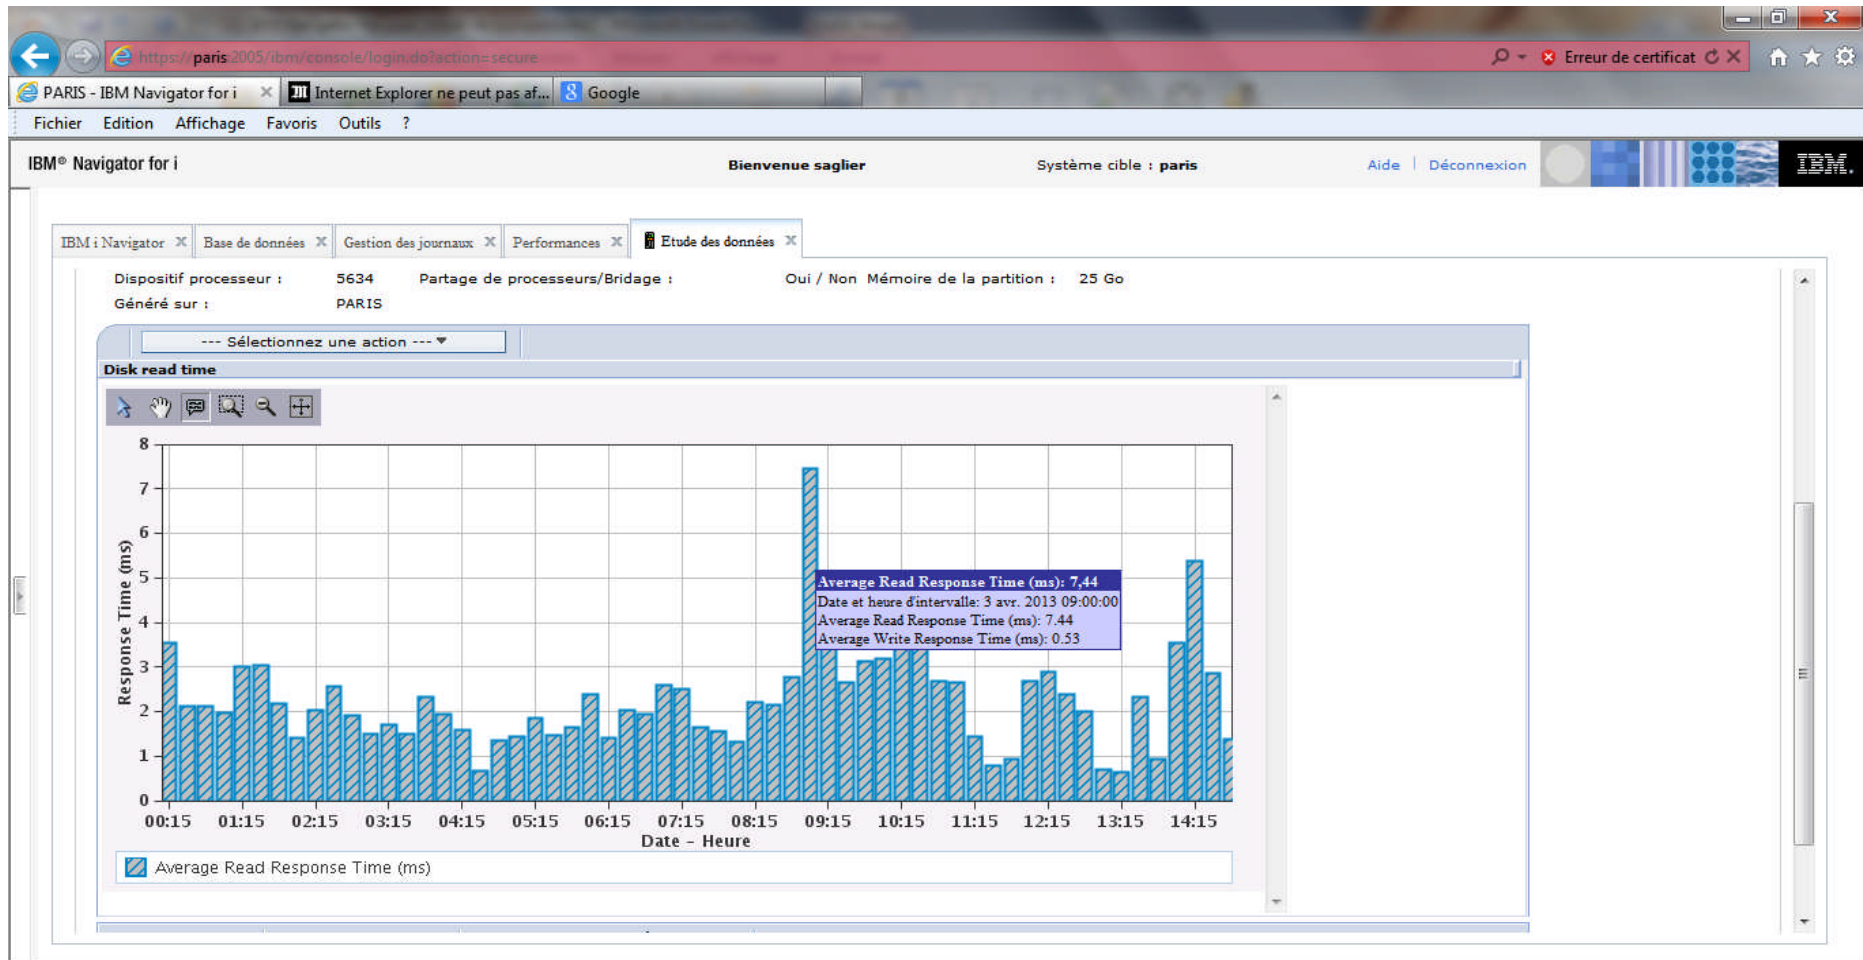 https://paris:2005/ibm/console/login.do?action=secure
Erreur de certificat
PARIS - IBM Navigator for i
Internet Explorer ne peut pas af...
Google
Fichier Edition Affichage Favoris Outils ?
IBM® Navigator for i
Bienvenue saglier
Système cible : paris
Aide
Déconnexion
IBM.
IBM i Navigator
Base de données
Gestion des journaux
Performances
Etude des données
Dispositif processeur : 5634 Partage de processeurs/Bridage : Oui / Non Mémoire de la partition : 25 Go
Généré sur : PARIS
--- Sélectionnez une action ---
Disk read time
8
7
6
5
4
3
2
1
0
Response Time (ms)
Average Read Response Time (ms): 7,44
Date et heure d'intervalle: 3 avr. 2013 09:00:00
Average Read Response Time (ms): 7.44
Average Write Response Time (ms): 0.53
00:15 01:15 02:15 03:15 04:15 05:15 06:15 07:15 08:15 09:15 10:15 11:15 12:15 13:15 14:15
Date - Heure
Average Read Response Time (ms)